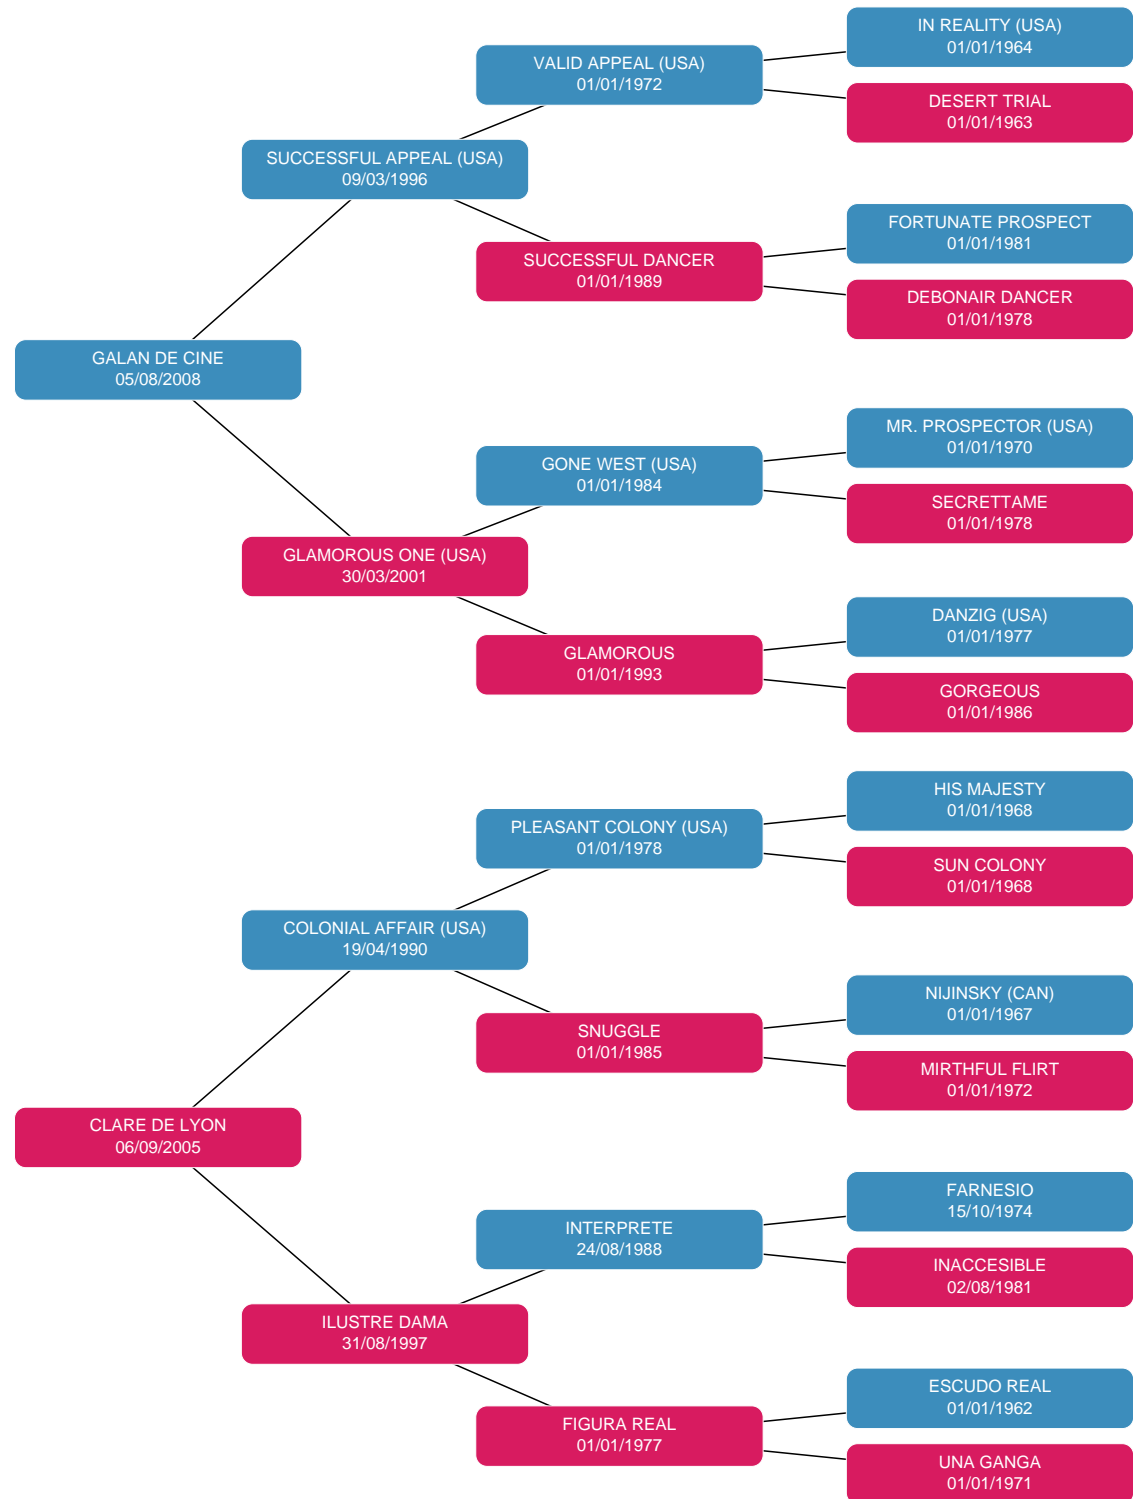 IN REALITY (USA)
01/01/1964
VALID APPEAL (USA)
01/01/1972
DESERT TRIAL
01/01/1963
SUCCESSFUL APPEAL (USA)
09/03/1996
FORTUNATE PROSPECT
01/01/1981
SUCCESSFUL DANCER
01/01/1989
DEBONAIR DANCER
01/01/1978
GALAN DE CINE
05/08/2008
MR. PROSPECTOR (USA)
01/01/1970
GONE WEST (USA)
01/01/1984
SECRETTAME
01/01/1978
GLAMOROUS ONE (USA)
30/03/2001
DANZIG (USA)
01/01/1977
GLAMOROUS
01/01/1993
GORGEOUS
01/01/1986
HIS MAJESTY
01/01/1968
PLEASANT COLONY (USA)
01/01/1978
SUN COLONY
01/01/1968
COLONIAL AFFAIR (USA)
19/04/1990
NIJINSKY (CAN)
01/01/1967
SNUGGLE
01/01/1985
MIRTHFUL FLIRT
01/01/1972
CLARE DE LYON
06/09/2005
FARNESIO
15/10/1974
INTERPRETE
24/08/1988
INACCESIBLE
02/08/1981
ILUSTRE DAMA
31/08/1997
ESCUDO REAL
01/01/1962
FIGURA REAL
01/01/1977
UNA GANGA
01/01/1971